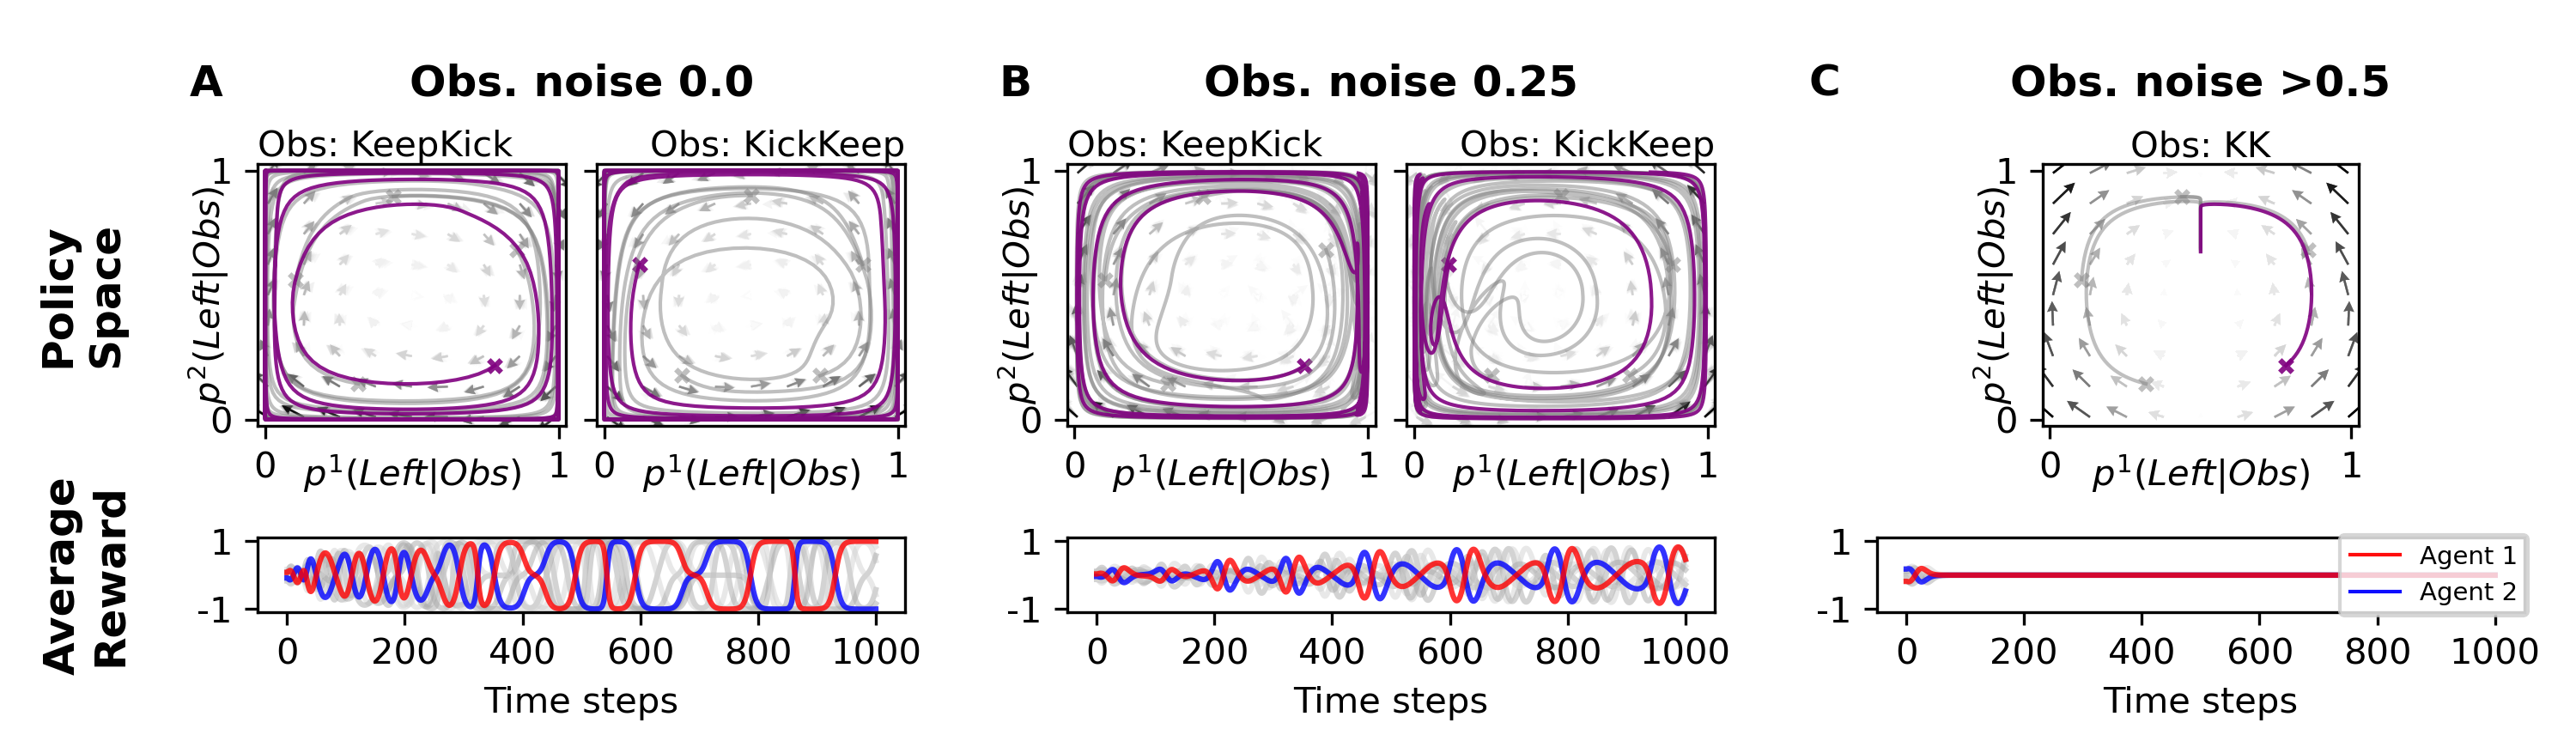 A Obs. noise 0.0
B Obs. noise 0.25
C Obs. noise >0.5
Obs: KeepKick
Obs: KickKeep
Obs: KeepKick
Obs: KickKeep
Obs: KK
Policy
Space
p²(Left|Obs)
1
0
p²(Left|Obs)
1
0
p²(Left|Obs)
1
0
0 p¹(Left|Obs) 1
0 p¹(Left|Obs) 1
0 p¹(Left|Obs) 1
0 p¹(Left|Obs) 1
0 p¹(Left|Obs) 1
Average
Reward
1
-1
0 200 400 600 800 1000
Time steps
1
-1
0 200 400 600 800 1000
Time steps
1
-1
Agent 1
Agent 2
0 200 400 600 800 1000
Time steps